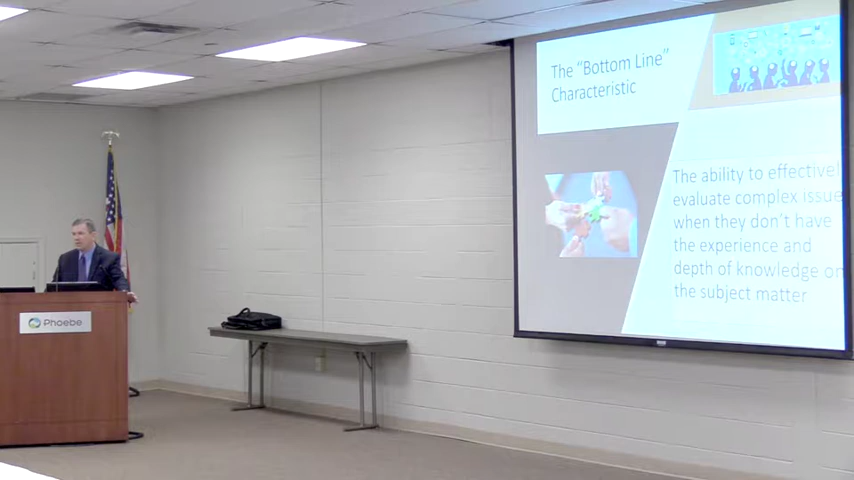 The “Bottom Line”
Characteristic
The ability to effectivel
evaluate complex issue
when they don’t have
the experience and
depth of knowledge on
the subject matter
Phoebe